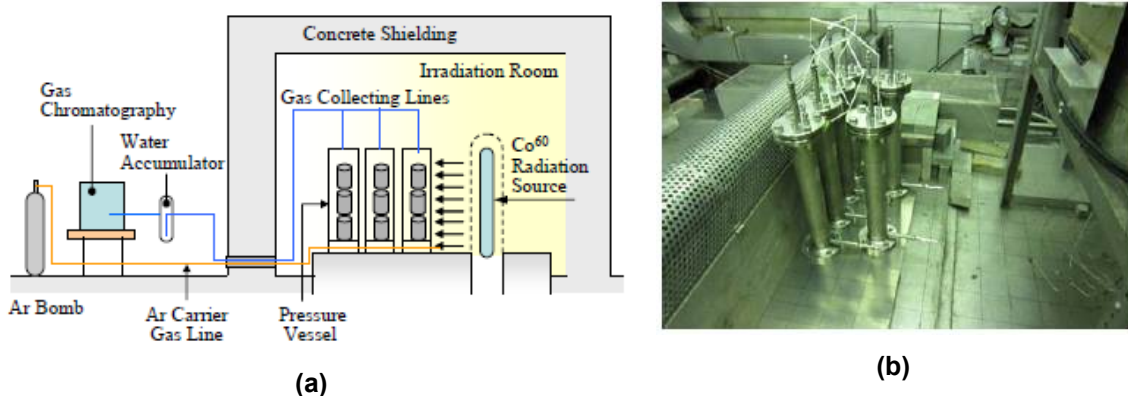 Concrete Shielding
Irradiation Room
Gas
Chromatography
Gas Collecting Lines
Water
Accumulator
Co60
Radiation
Source
Ar Bomb
Ar Carrier
Gas Line
Pressure
Vessel
(a)
(b)